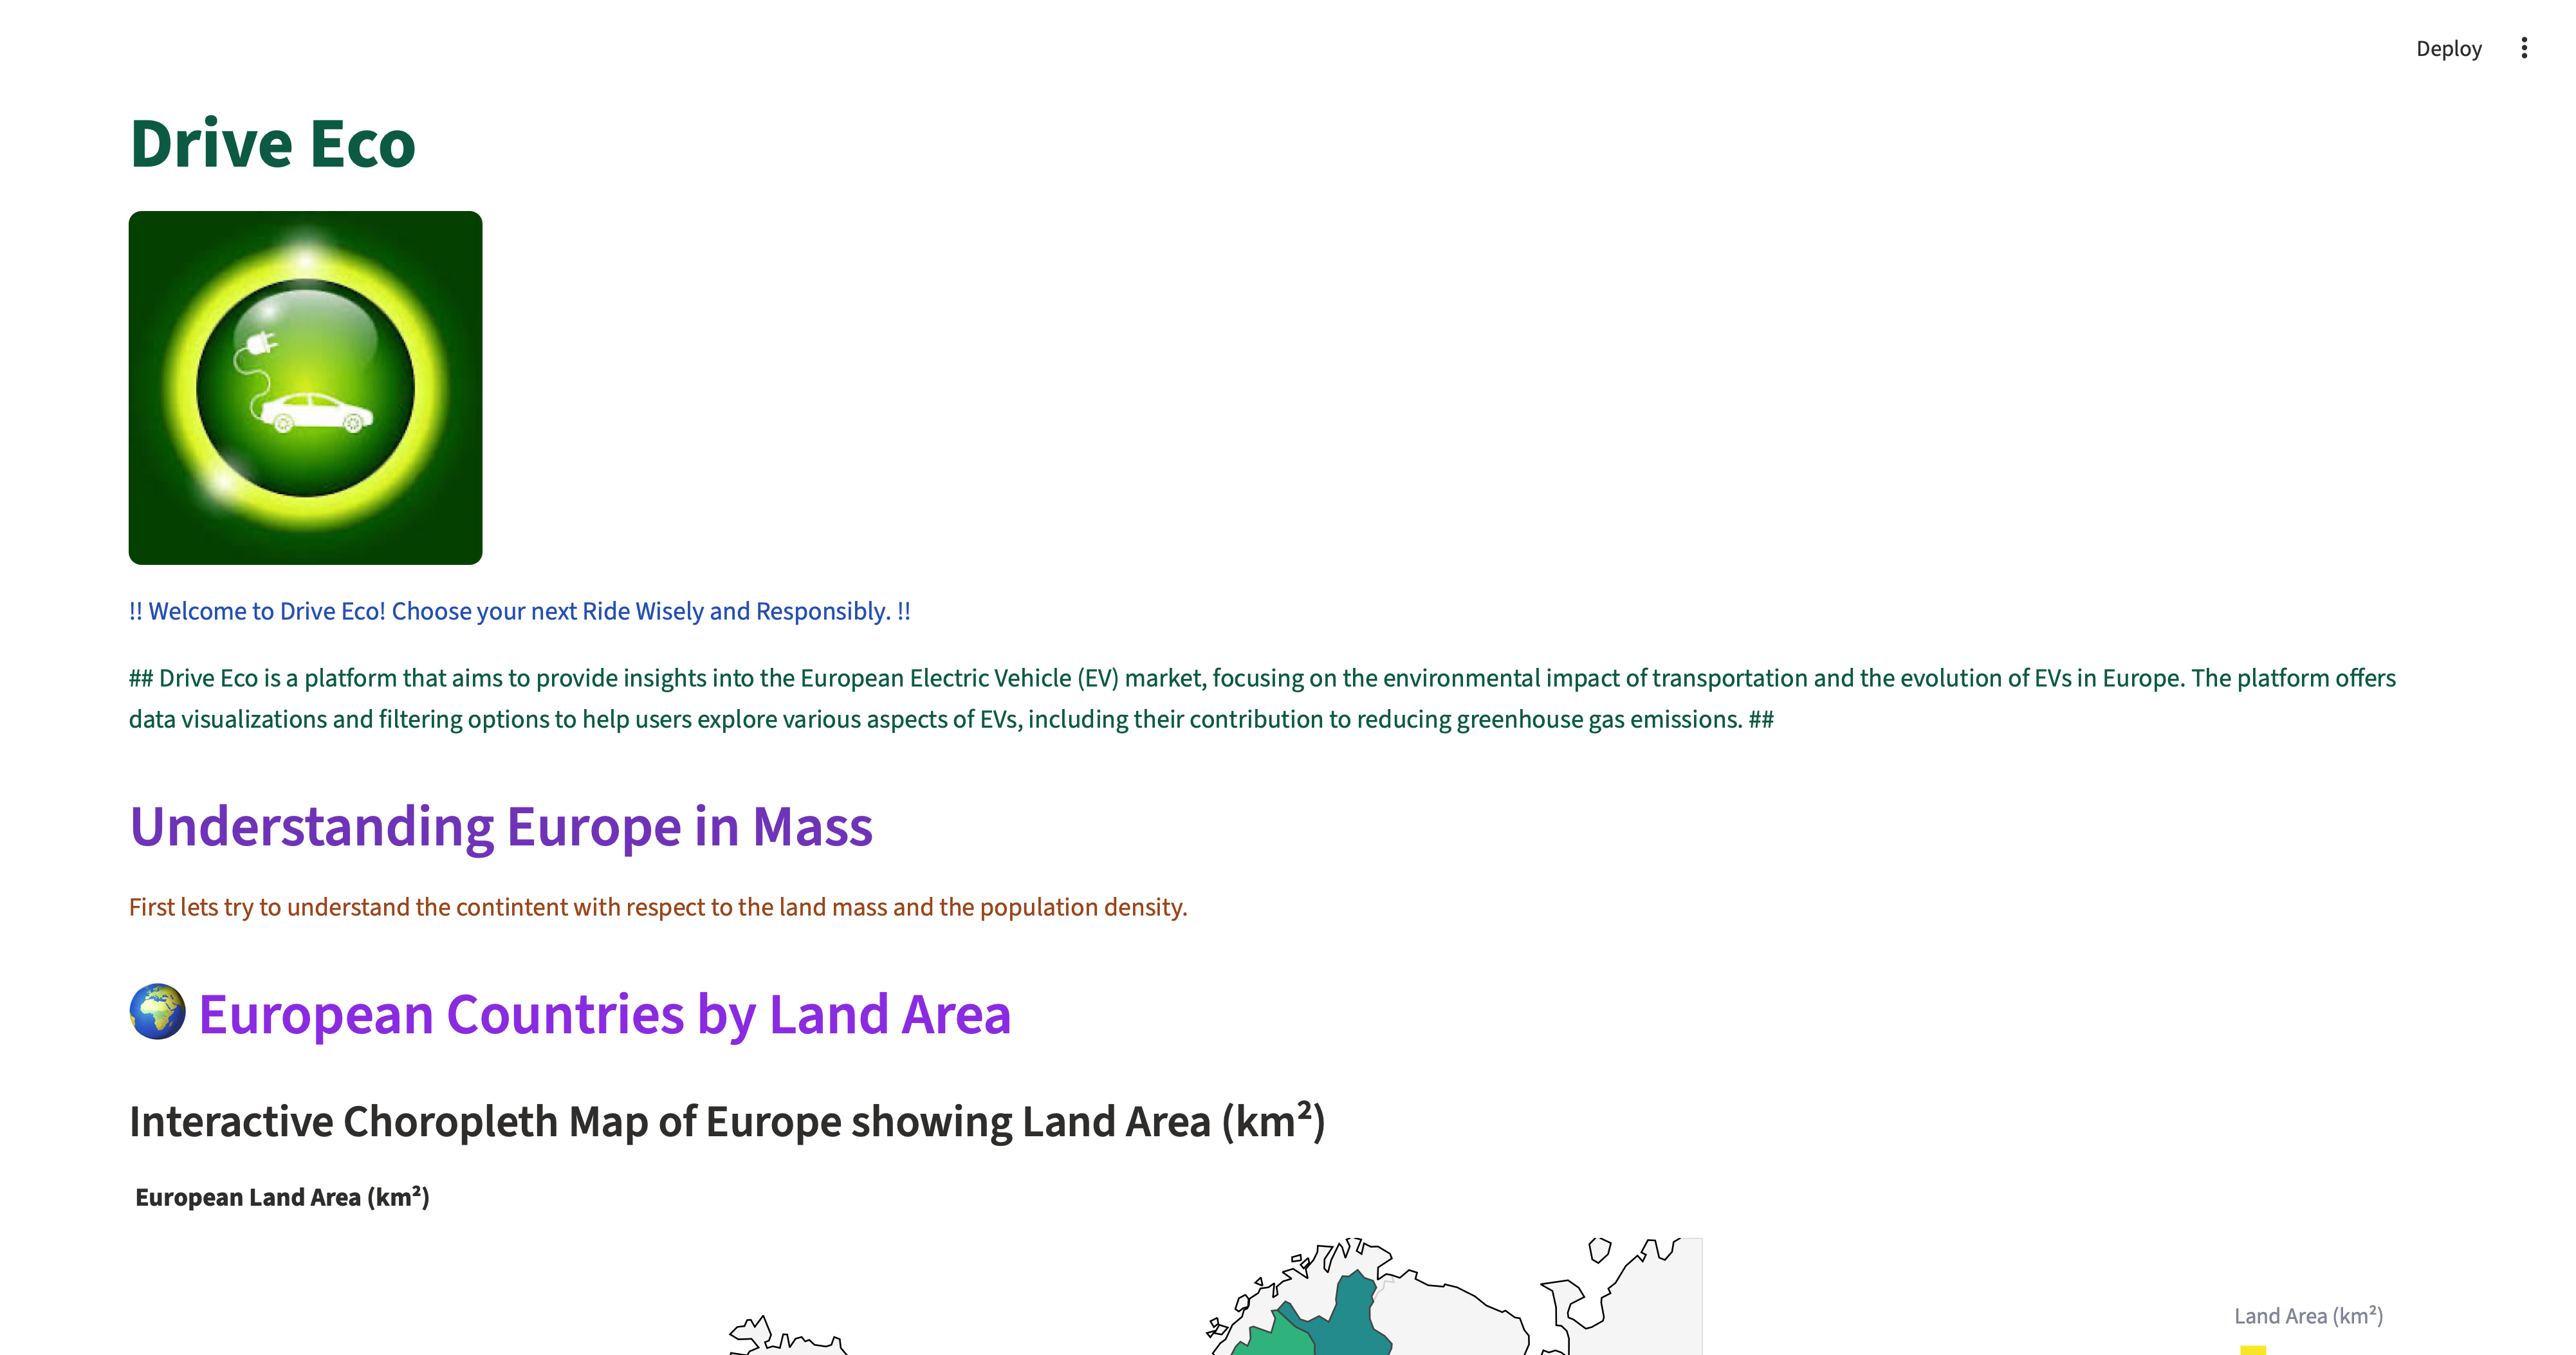 Deploy
Drive Eco
!! Welcome to Drive Eco! Choose your next Ride Wisely and Responsibly. !!
## Drive Eco is a platform that aims to provide insights into the European Electric Vehicle (EV) market, focusing on the environmental impact of transportation and the evolution of EVs in Europe. The platform offers
data visualizations and filtering options to help users explore various aspects of EVs, including their contribution to reducing greenhouse gas emissions. ##
Understanding Europe in Mass
First lets try to understand the contintent with respect to the land mass and the population density.
European Countries by Land Area
Interactive Choropleth Map of Europe showing Land Area (km²)
European Land Area (km²)
Land Area (km²)